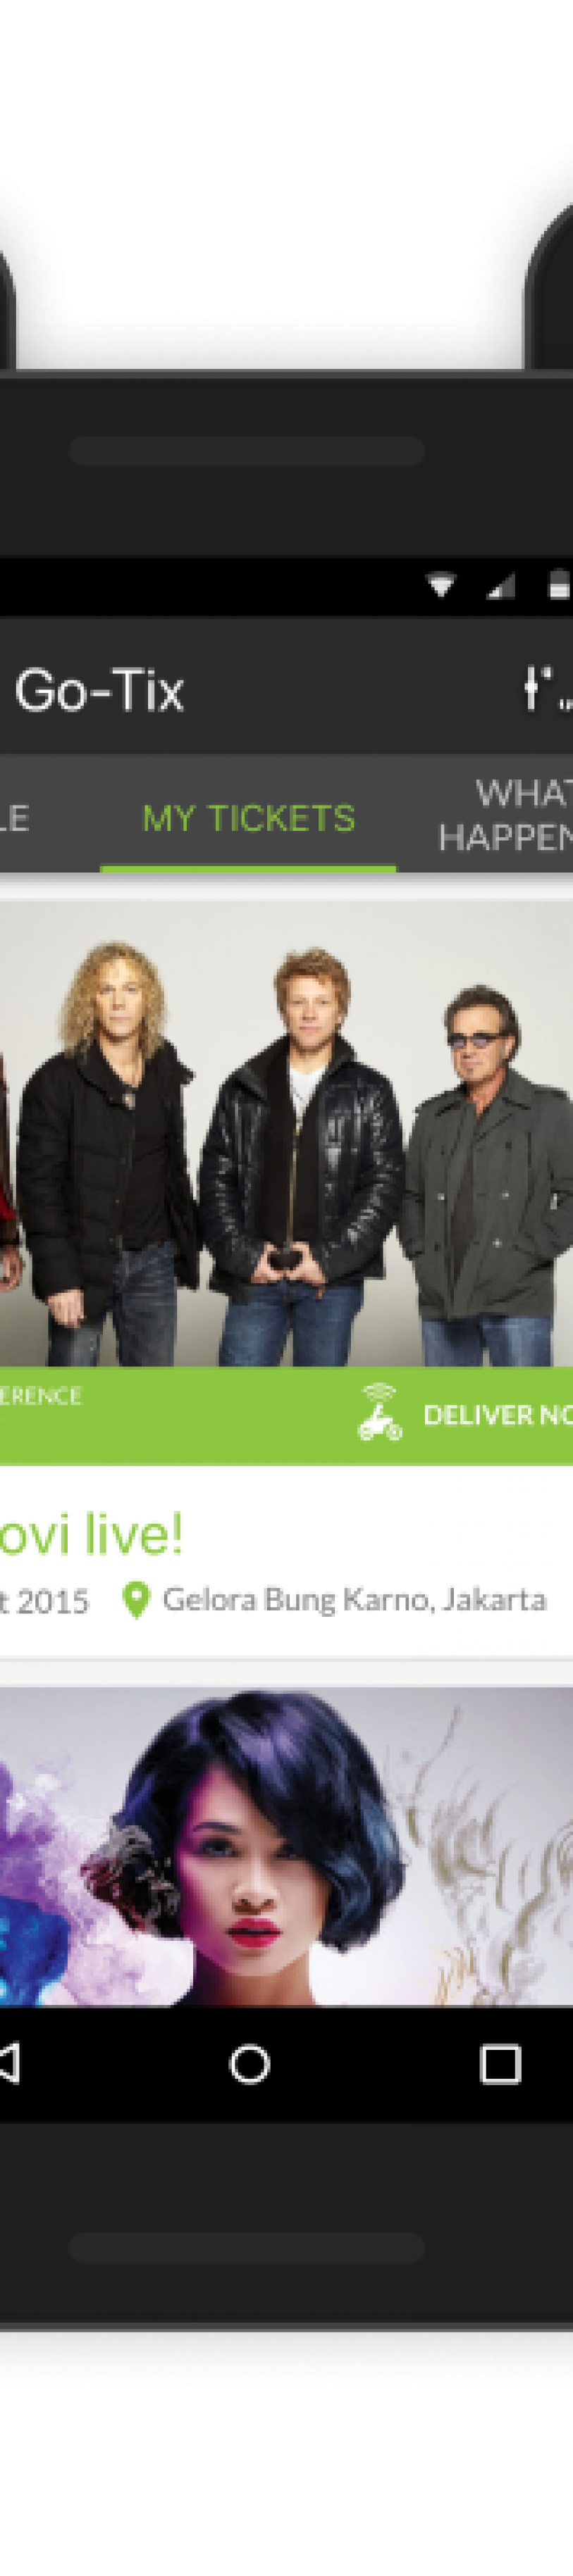 Go-Tix
LE
MY TICKETS
WHAT
HAPPEN
ERENCE
DELIVER NO
ovi live!
t 2015
Gelora Bung Karno, Jakarta